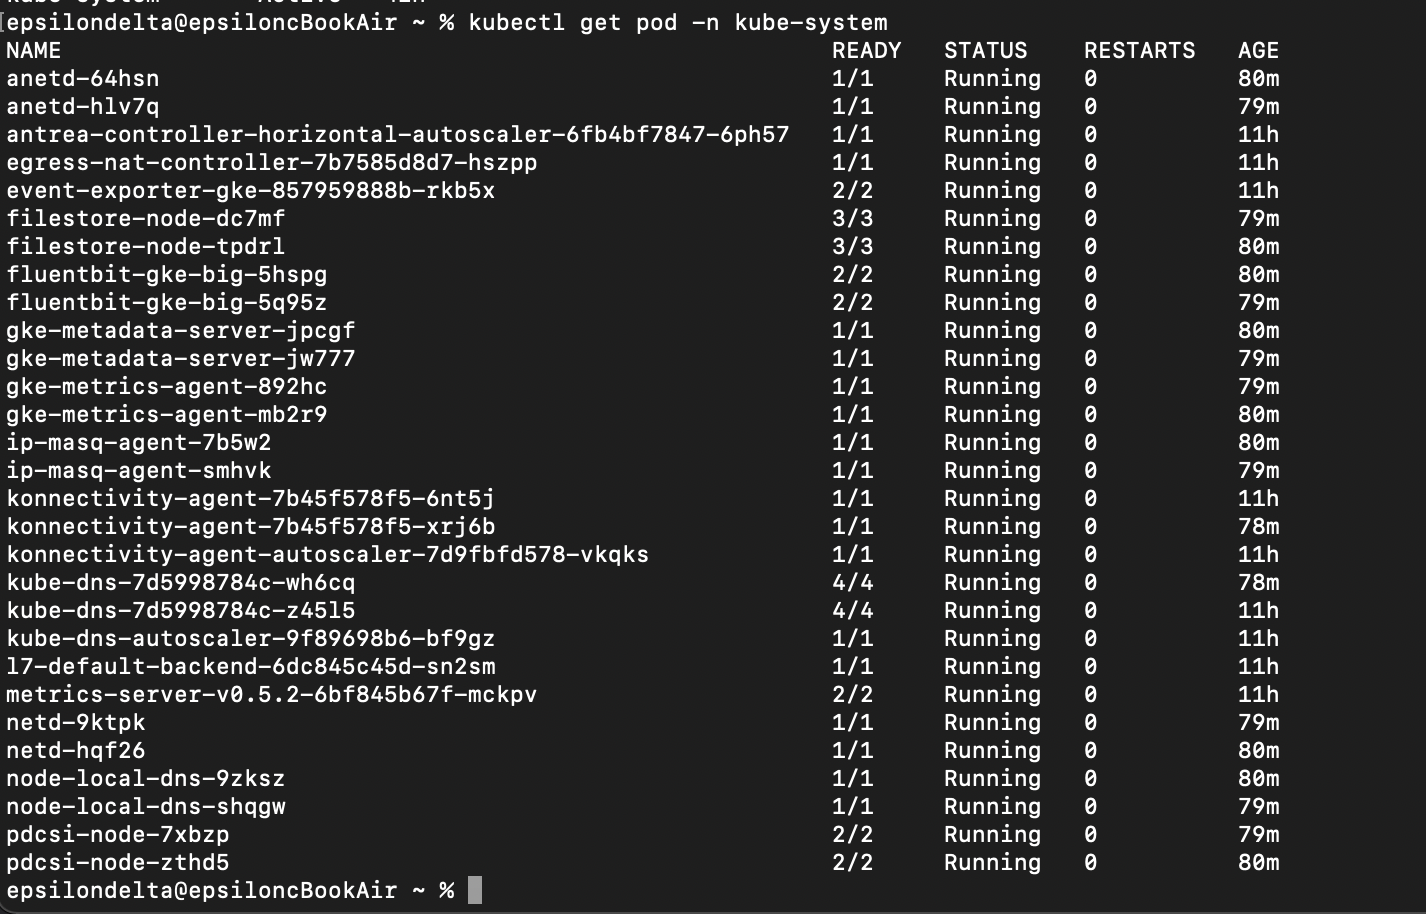 epsilondelta@epsiloncBookAir ~ % kubectl get pod -n kube-system
NAME READY STATUS RESTARTS AGE
anetd-64hsn 1/1 Running 0 80m
anetd-hlv7q 1/1 Running 0 79m
antrea-controller-horizontal-autoscaler-6fb4bf7847-6ph57 1/1 Running 0 11h
egress-nat-controller-7b7585d8d7-hszpp 1/1 Running 0 11h
event-exporter-gke-857959888b-rkb5x 2/2 Running 0 11h
filestore-node-dc7mf 3/3 Running 0 79m
filestore-node-tpdrl 3/3 Running 0 80m
fluentbit-gke-big-5hspg 2/2 Running 0 80m
fluentbit-gke-big-5q95z 2/2 Running 0 79m
gke-metadata-server-jpcgf 1/1 Running 0 80m
gke-metadata-server-jw777 1/1 Running 0 79m
gke-metrics-agent-892hc 1/1 Running 0 79m
gke-metrics-agent-mb2r9 1/1 Running 0 80m
ip-masq-agent-7b5w2 1/1 Running 0 80m
ip-masq-agent-smhvk 1/1 Running 0 79m
konnectivity-agent-7b45f578f5-6nt5j 1/1 Running 0 11h
konnectivity-agent-7b45f578f5-xrj6b 1/1 Running 0 78m
konnectivity-agent-autoscaler-7d9fbfd578-vkqks 1/1 Running 0 11h
kube-dns-7d5998784c-wh6cq 4/4 Running 0 78m
kube-dns-7d5998784c-z45l5 4/4 Running 0 11h
kube-dns-autoscaler-9f89698b6-bf9gz 1/1 Running 0 11h
l7-default-backend-6dc845c45d-sn2sm 1/1 Running 0 11h
metrics-server-v0.5.2-6bf845b67f-mckpv 2/2 Running 0 11h
netd-9ktpk 1/1 Running 0 79m
netd-hqf26 1/1 Running 0 80m
node-local-dns-9zksz 1/1 Running 0 80m
node-local-dns-shqgw 1/1 Running 0 79m
pdcsi-node-7xbzp 2/2 Running 0 79m
pdcsi-node-zthd5 2/2 Running 0 80m
epsilondelta@epsiloncBookAir ~ %